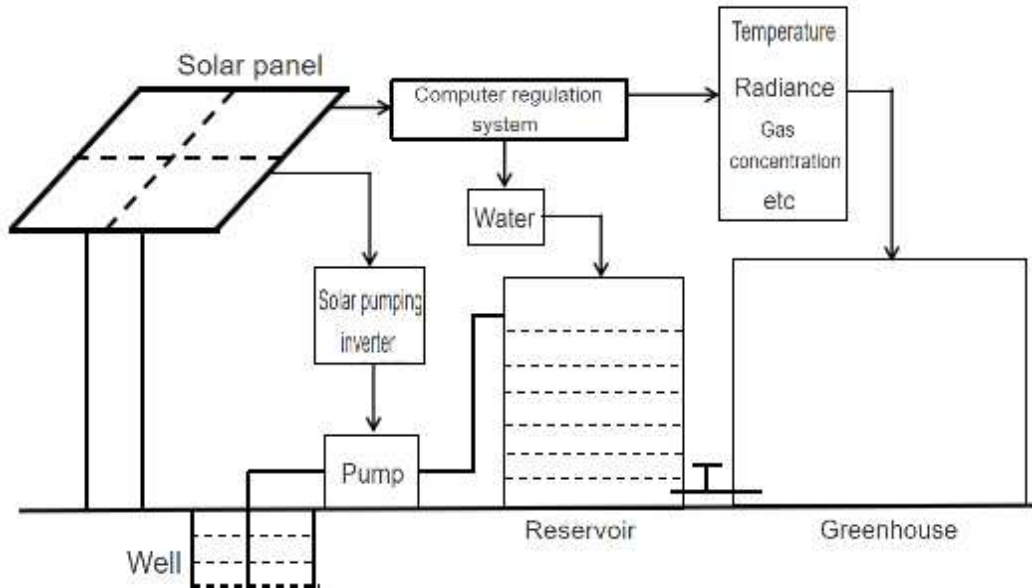 Solar panel
Computer regulation
system
Temperature
Radiance
Gas
concentration
etc
Water
Solar pumping
inverter
Pump
Well
Reservoir
Greenhouse